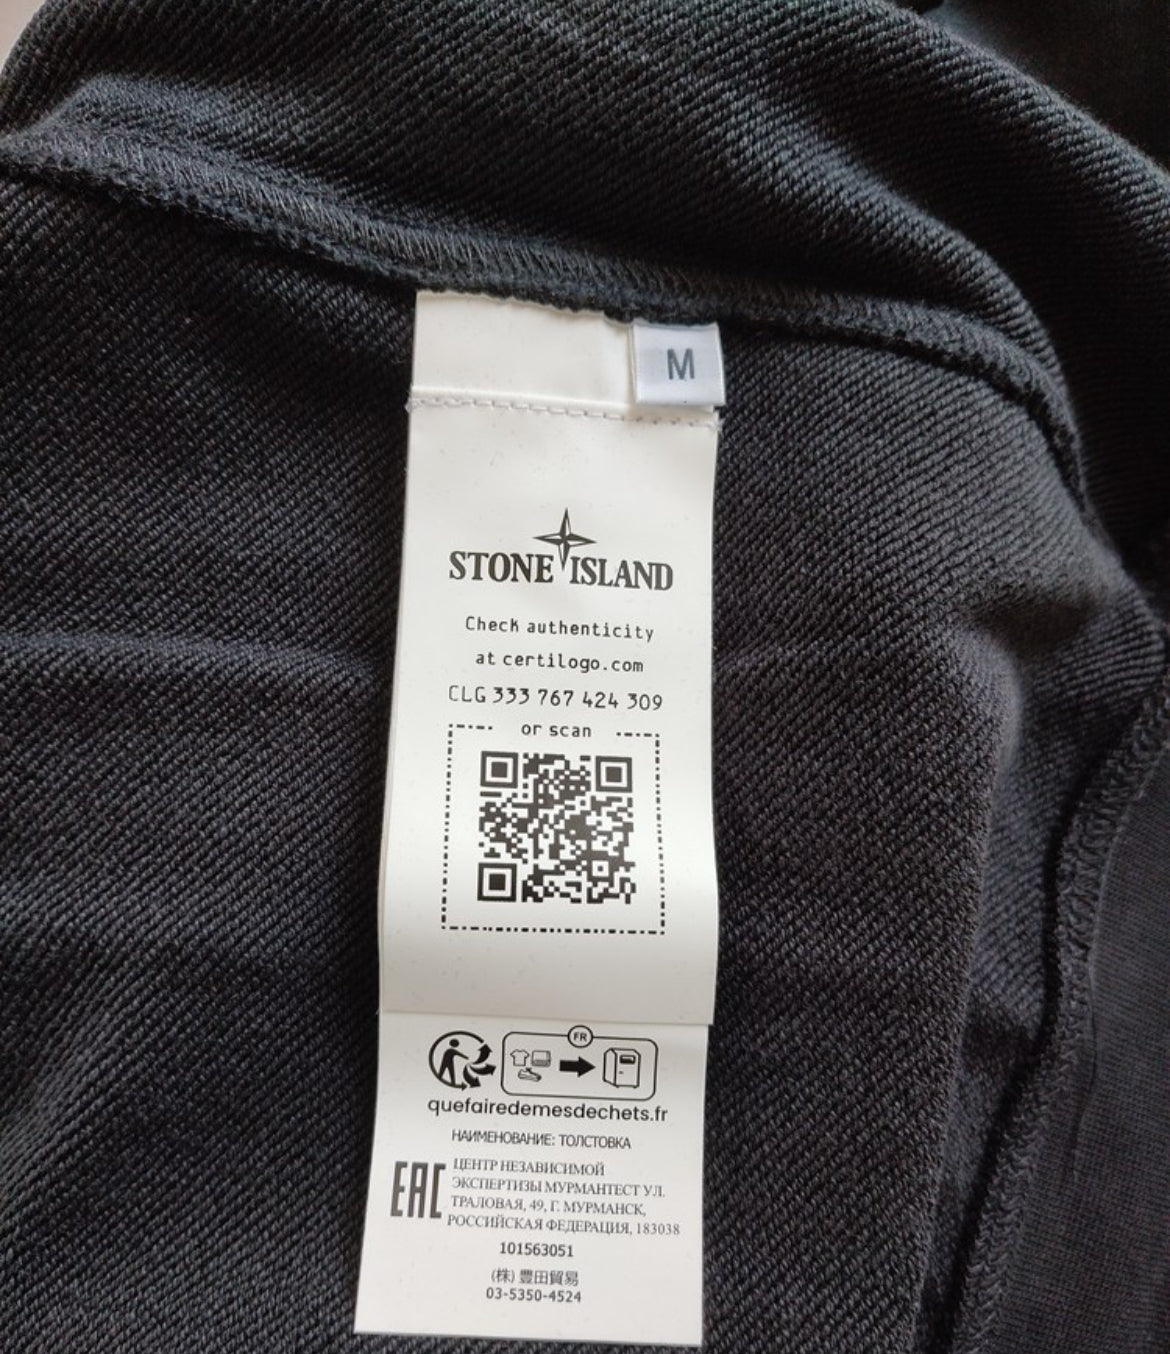 M
STONE ISLAND
Check authenticity
at certilogo.com
CLG 333 767 424 309
or scan
FR
quefairedemesdechets.fr
НАИМЕНОВАНИЕ: ТОЛСТОВКА
EAC
ЦЕНТР НЕЗАВИСИМОЙ
ЭКСПЕРТИЗЫ МУРМАНТЕСТ УЛ.
ТРАЛОВАЯ, 49, Г. МУРМАНСК,
РОССИЙСКАЯ ФЕДЕРАЦИЯ, 183038
101563051
(株) 豊田貿易
03-5350-4524